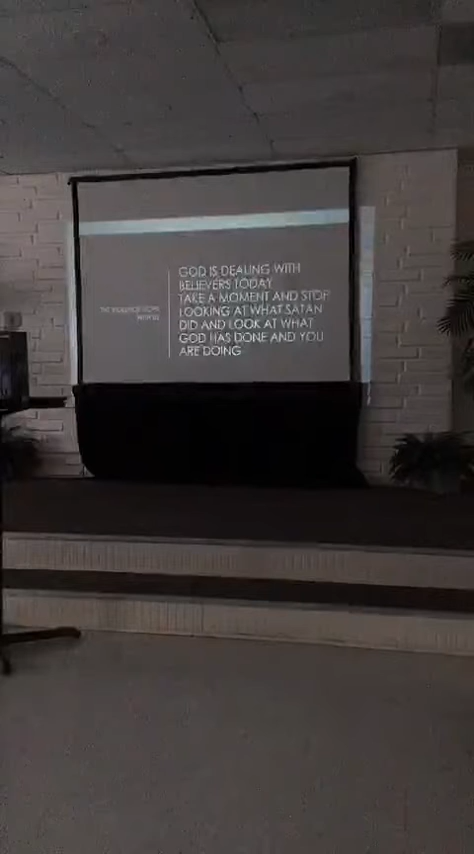 GOD IS DEALING WITH
BELIEVERS TODAY
TAKE A MOMENT AND STOP
LOOKING AT WHAT SATAN
DID AND LOOK AT WHAT
GOD HAS DONE AND YOU
ARE DOING